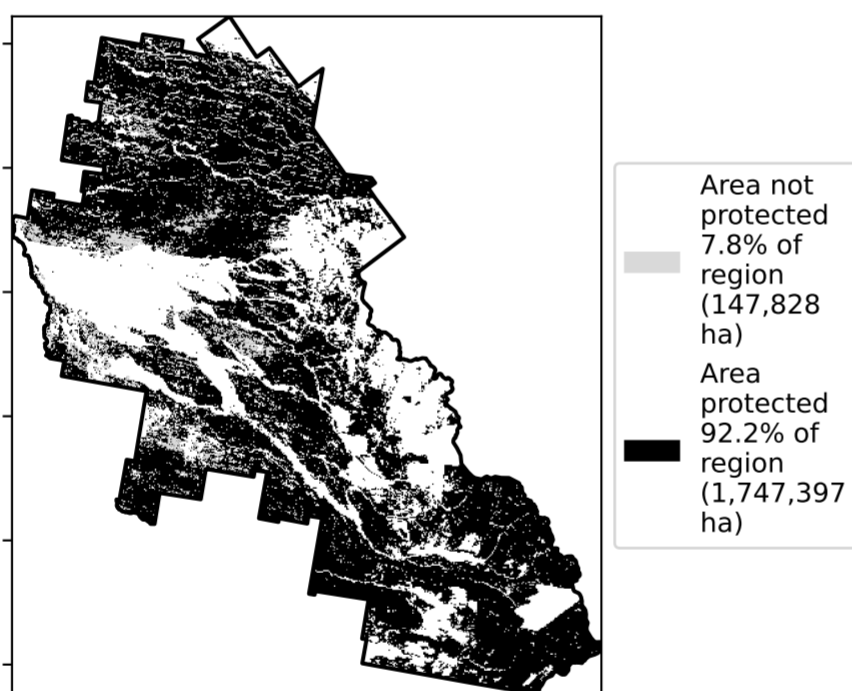 Area not
protected
7.8% of
region
(147,828
ha)
Area
protected
92.2% of
region
(1,747,397
ha)